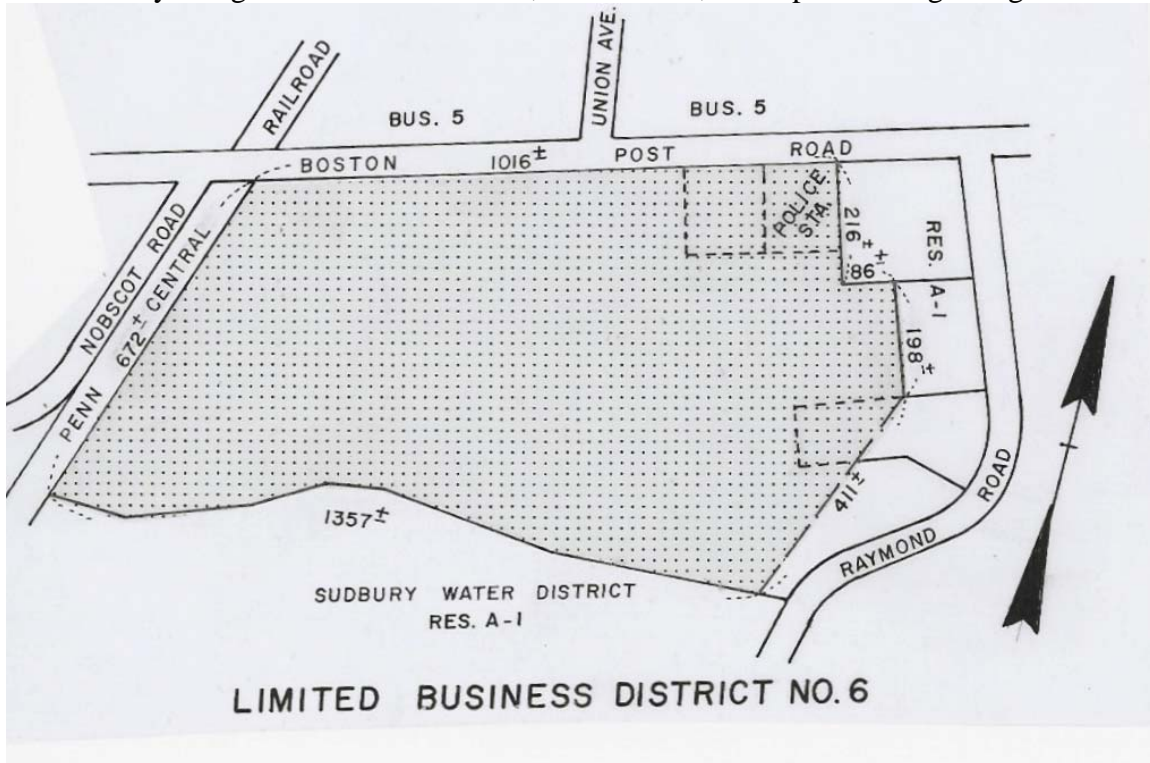 UNION AVE.
RAILROAD
BUS. 5
BUS. 5
BOSTON 1016± POST ROAD
NOBSCOT ROAD
PENN 672± CENTRAL
POLICE
STA.
216±
86±
RES. A-1
198±
411±
1357±
RAYMOND ROAD
SUDBURY WATER DISTRICT
RES. A-1
LIMITED BUSINESS DISTRICT NO. 6